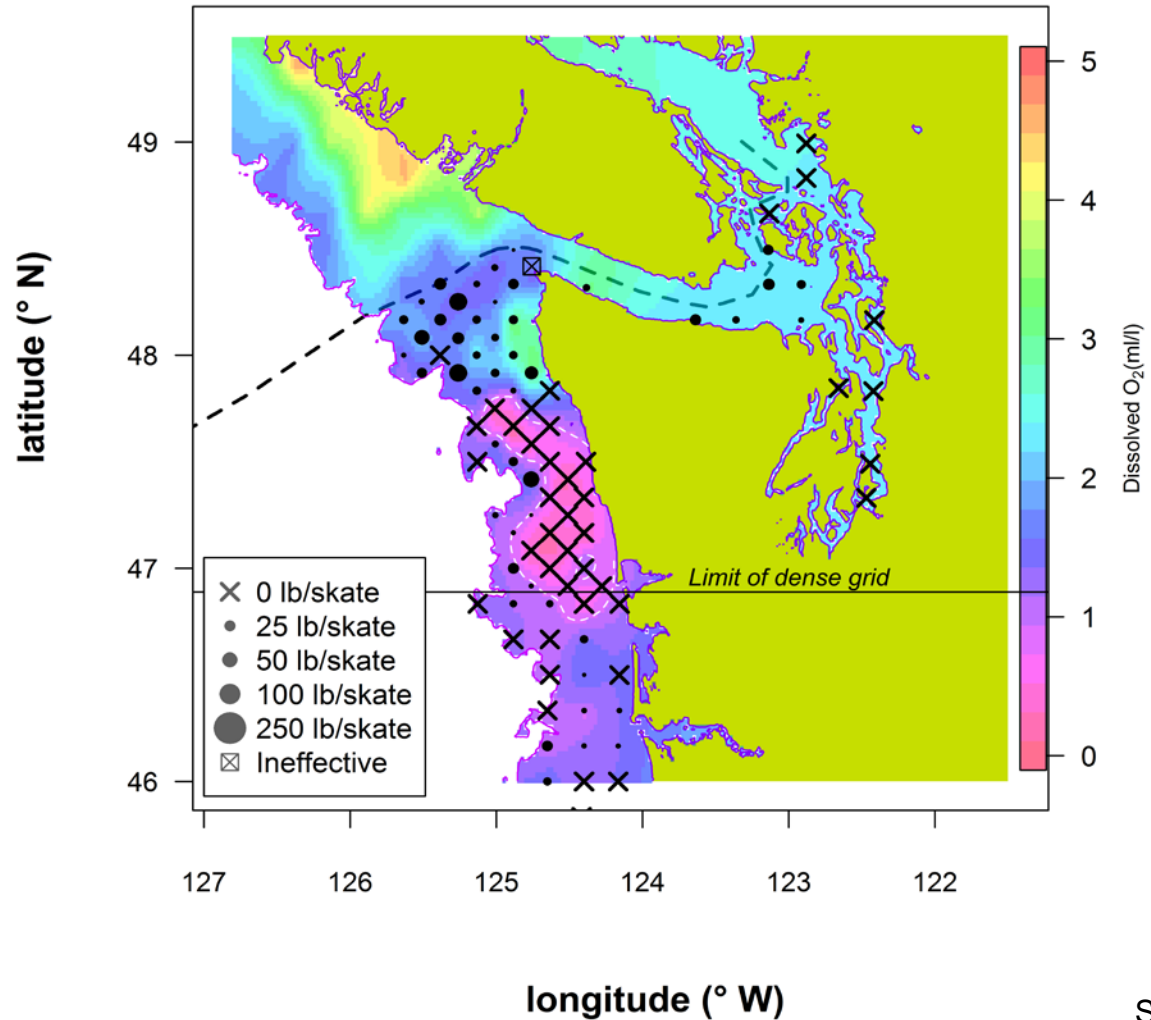 49
48
47
46
latitude (° N)
Limit of dense grid
0 lb/skate
25 lb/skate
50 lb/skate
100 lb/skate
250 lb/skate
Ineffective
5
4
3
2
1
0
Dissolved O₂(ml/l)
127 126 125 124 123 122
longitude (° W)
S